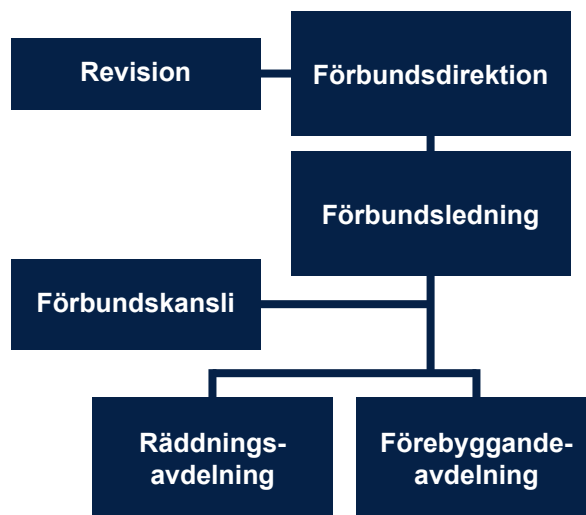 Revision
Förbundsdirektion
Förbundsledning
Förbundskansli
Räddnings-
avdelning
Förebyggande-
avdelning